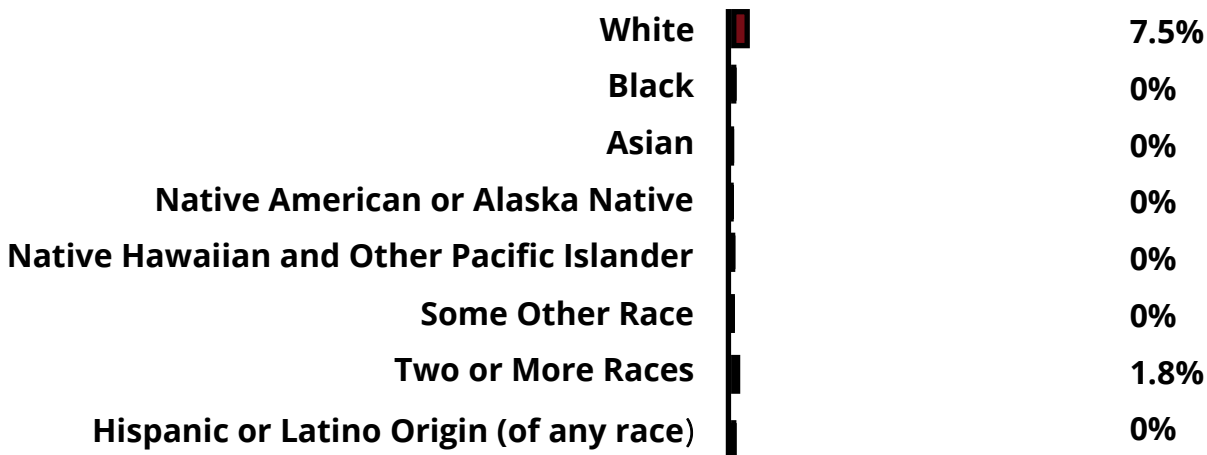 White 7.5%
Black 0%
Asian 0%
Native American or Alaska Native 0%
Native Hawaiian and Other Pacific Islander 0%
Some Other Race 0%
Two or More Races 1.8%
Hispanic or Latino Origin (of any race) 0%